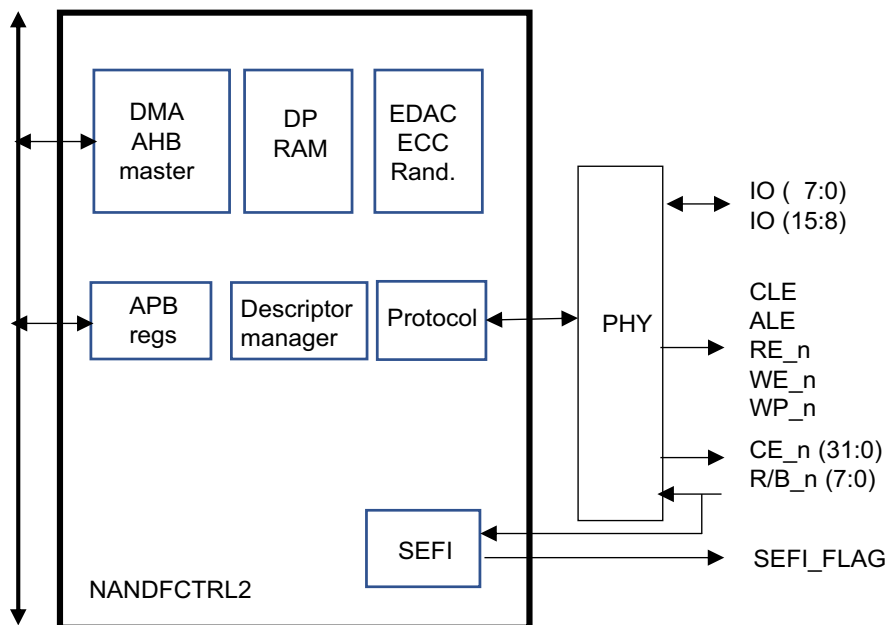 DMA
AHB
master
DP
RAM
EDAC
ECC
Rand.
APB
regs
Descriptor
manager
Protocol
SEFI
NANDFCTRL2
PHY
IO ( 7:0)
IO (15:8)
CLE
ALE
RE_n
WE_n
WP_n
CE_n (31:0)
R/B_n (7:0)
SEFI_FLAG